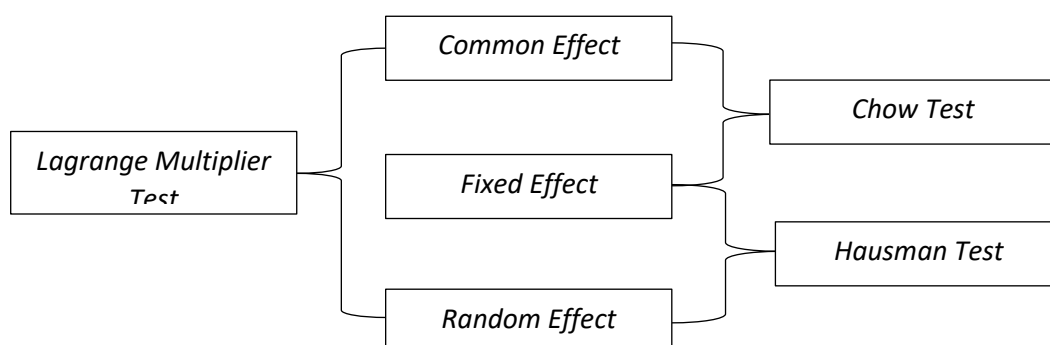 Common Effect
Chow Test
Lagrange Multiplier
Test
Fixed Effect
Hausman Test
Random Effect